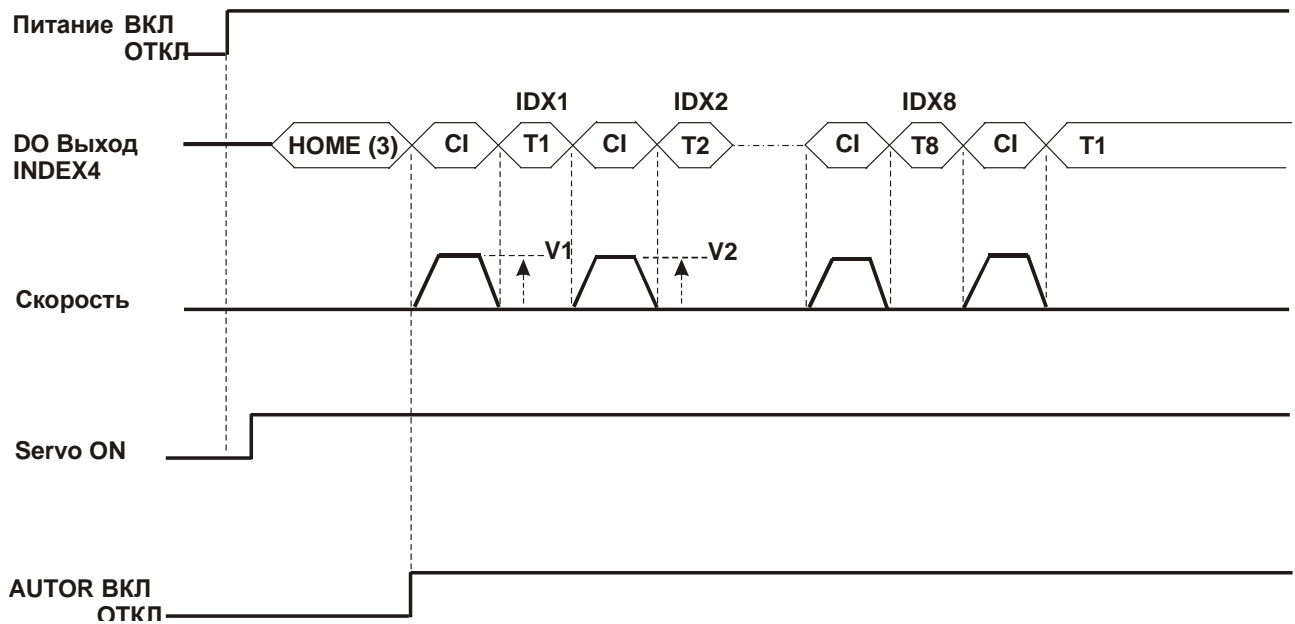 Питание ВКЛ
ОТКЛ
IDX1 IDX2 IDX8
DO Выход
INDEX4
HOME (3) CI T1 CI T2 CI T8 CI T1
V1 V2
Скорость
Servo ON
AUTOR ВКЛ
ОТКЛ